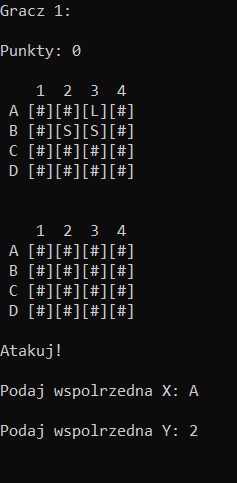 Gracz 1:
Punkty: 0
1 2 3 4
A [#][#][L][#]
B [#][S][S][#]
C [#][#][#][#]
D [#][#][#][#]
1 2 3 4
A [#][#][#][#]
B [#][#][#][#]
C [#][#][#][#]
D [#][#][#][#]
Atakuj!
Podaj wspolrzedna X: A
Podaj wspolrzedna Y: 2